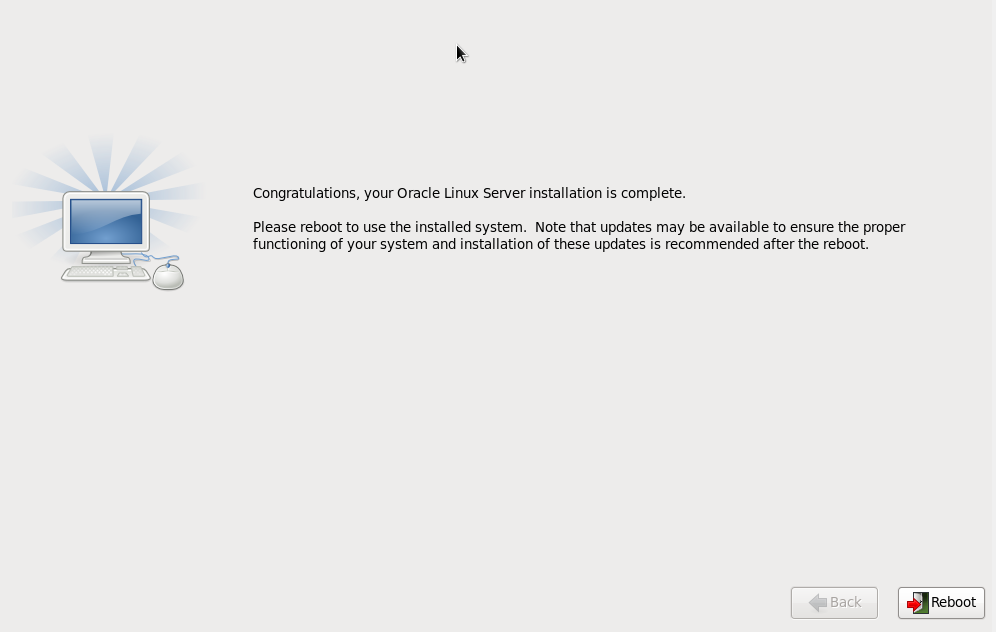 Congratulations, your Oracle Linux Server installation is complete.
Please reboot to use the installed system.  Note that updates may be available to ensure the proper
functioning of your system and installation of these updates is recommended after the reboot.
Back
Reboot